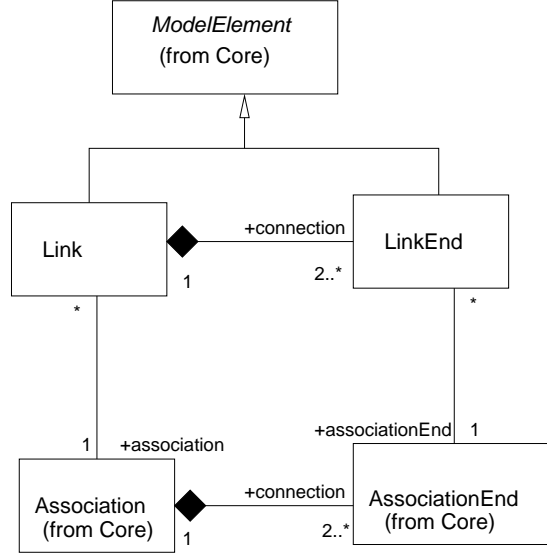 ModelElement
(from Core)
+connection
Link
LinkEnd
1
2..*
*
*
+associationEnd
1
1
+association
+connection
Association
(from Core)
AssociationEnd
(from Core)
1
2..*